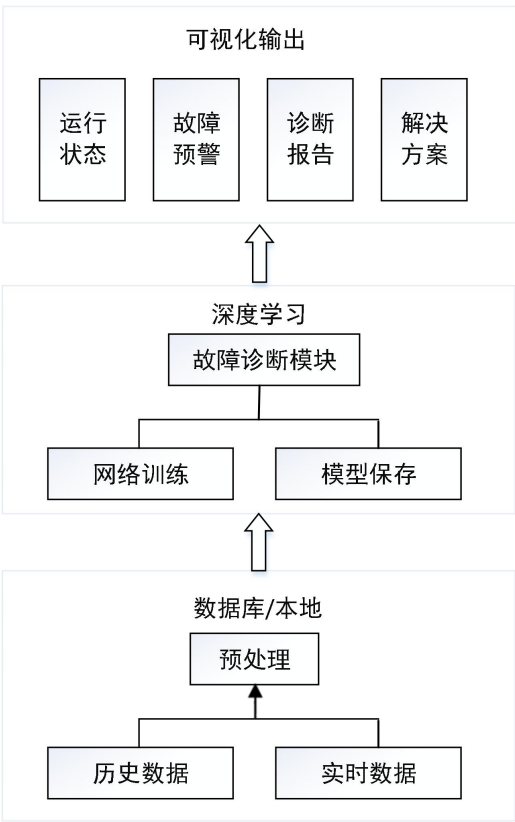 可视化输出
运行
状态
故障
预警
诊断
报告
解决
方案
深度学习
故障诊断模块
网络训练
模型保存
数据库/本地
预处理
历史数据
实时数据